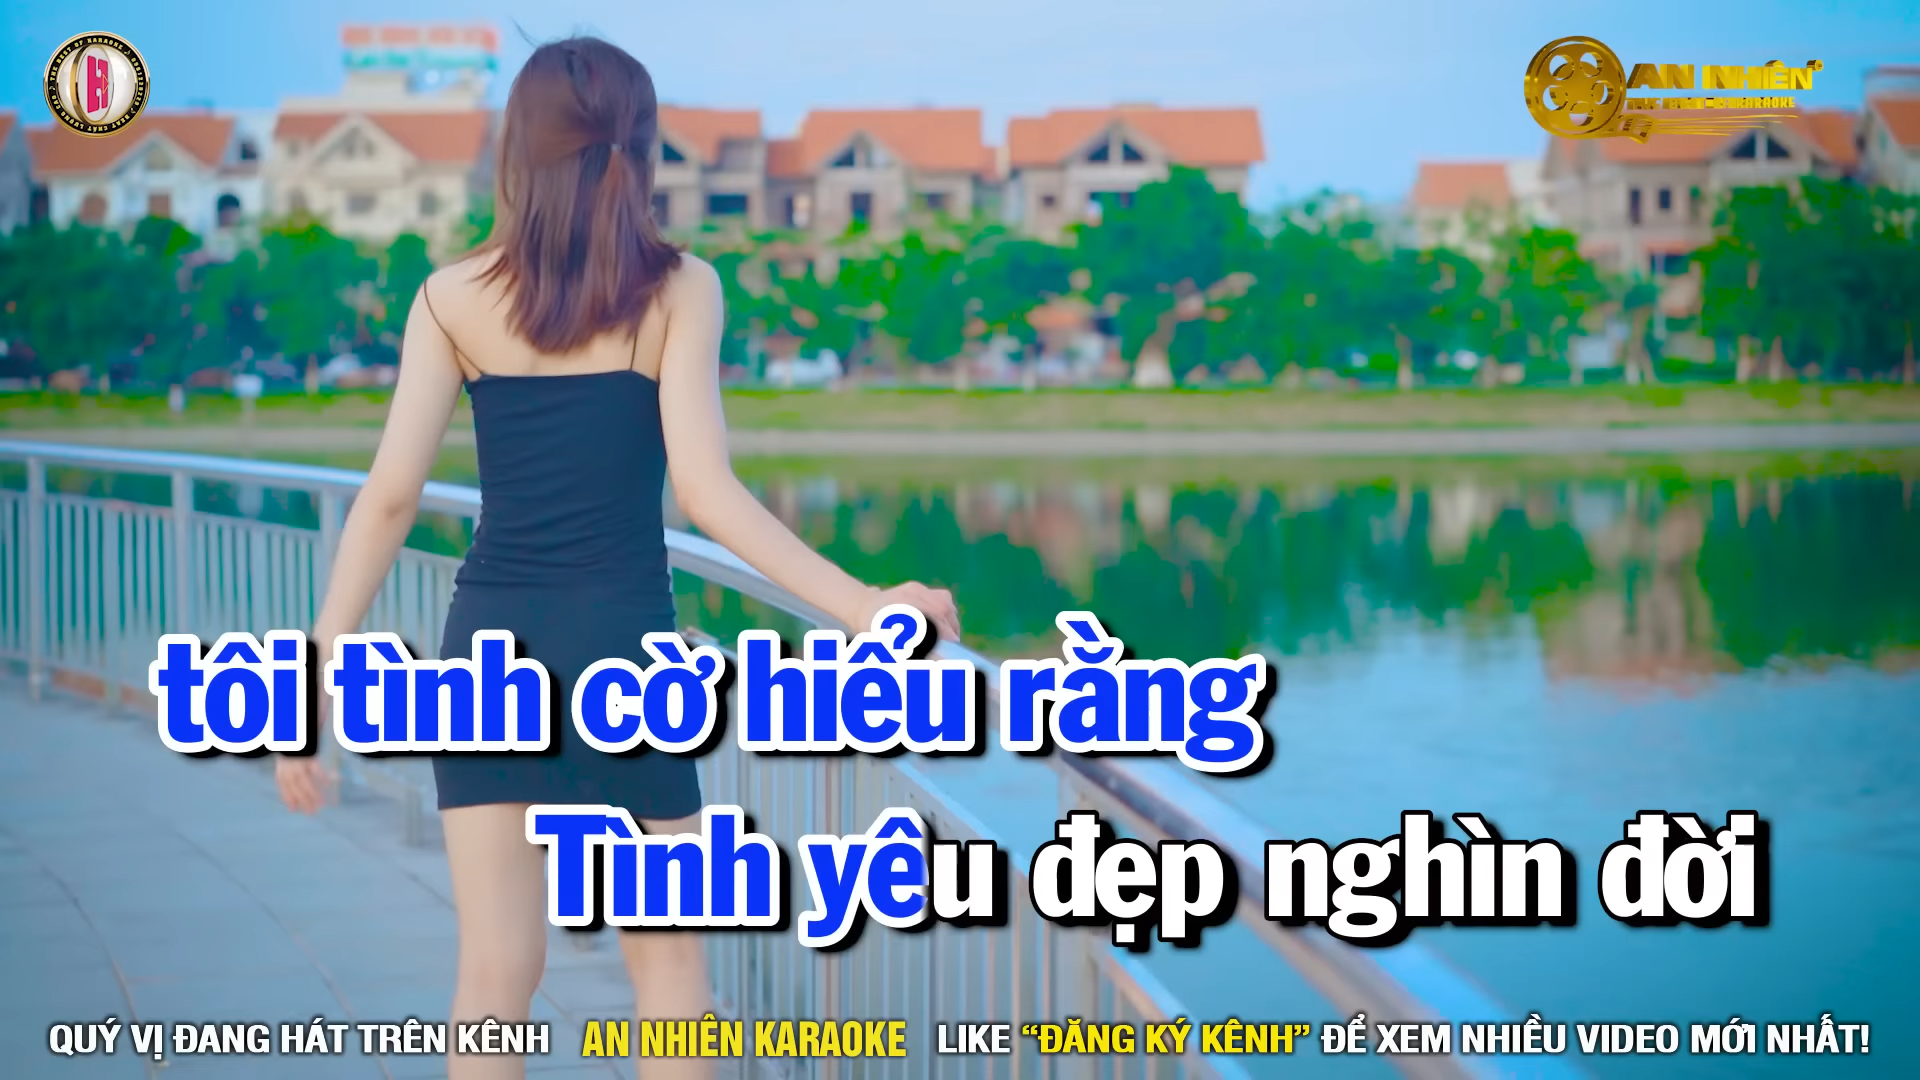 AN NHIÊN
KARAOKE
tôi tình cờ hiểu rằng
Tình yêu đẹp nghìn đời
QUÝ VỊ ĐANG HÁT TRÊN KÊNH AN NHIÊN KARAOKE LIKE “ĐĂNG KÝ KÊNH” ĐỂ XEM NHIỀU VIDEO MỚI NHẤT!